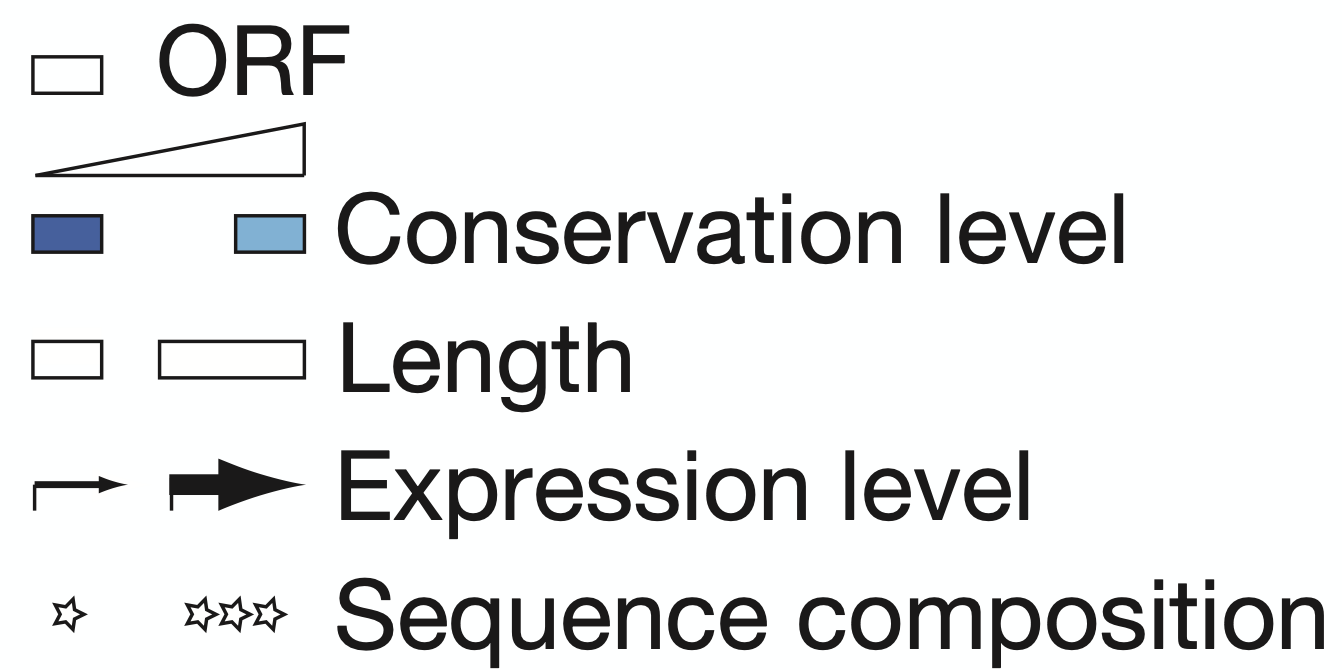 ORF
Conservation level
Length
Expression level
Sequence composition